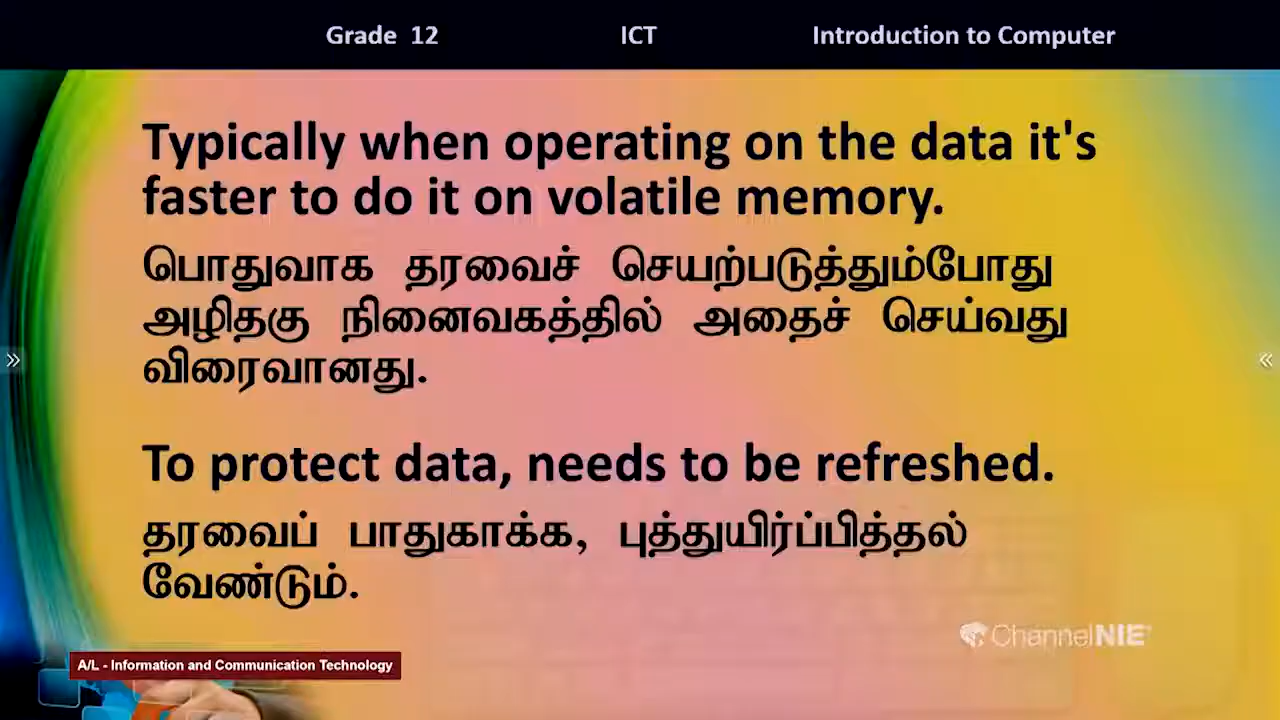 Grade 12 ICT Introduction to Computer
Typically when operating on the data it's
faster to do it on volatile memory.
பொதுவாக தரவைச் செயற்படுத்தும்போது
அழிதகு நினைவகத்தில் அதைச் செய்வது
விரைவானது.
To protect data, needs to be refreshed.
தரவைப் பாதுகாக்க, புத்துயிர்ப்பித்தல்
வேண்டும்.
ChannelNIE
A/L - Information and Communication Technology